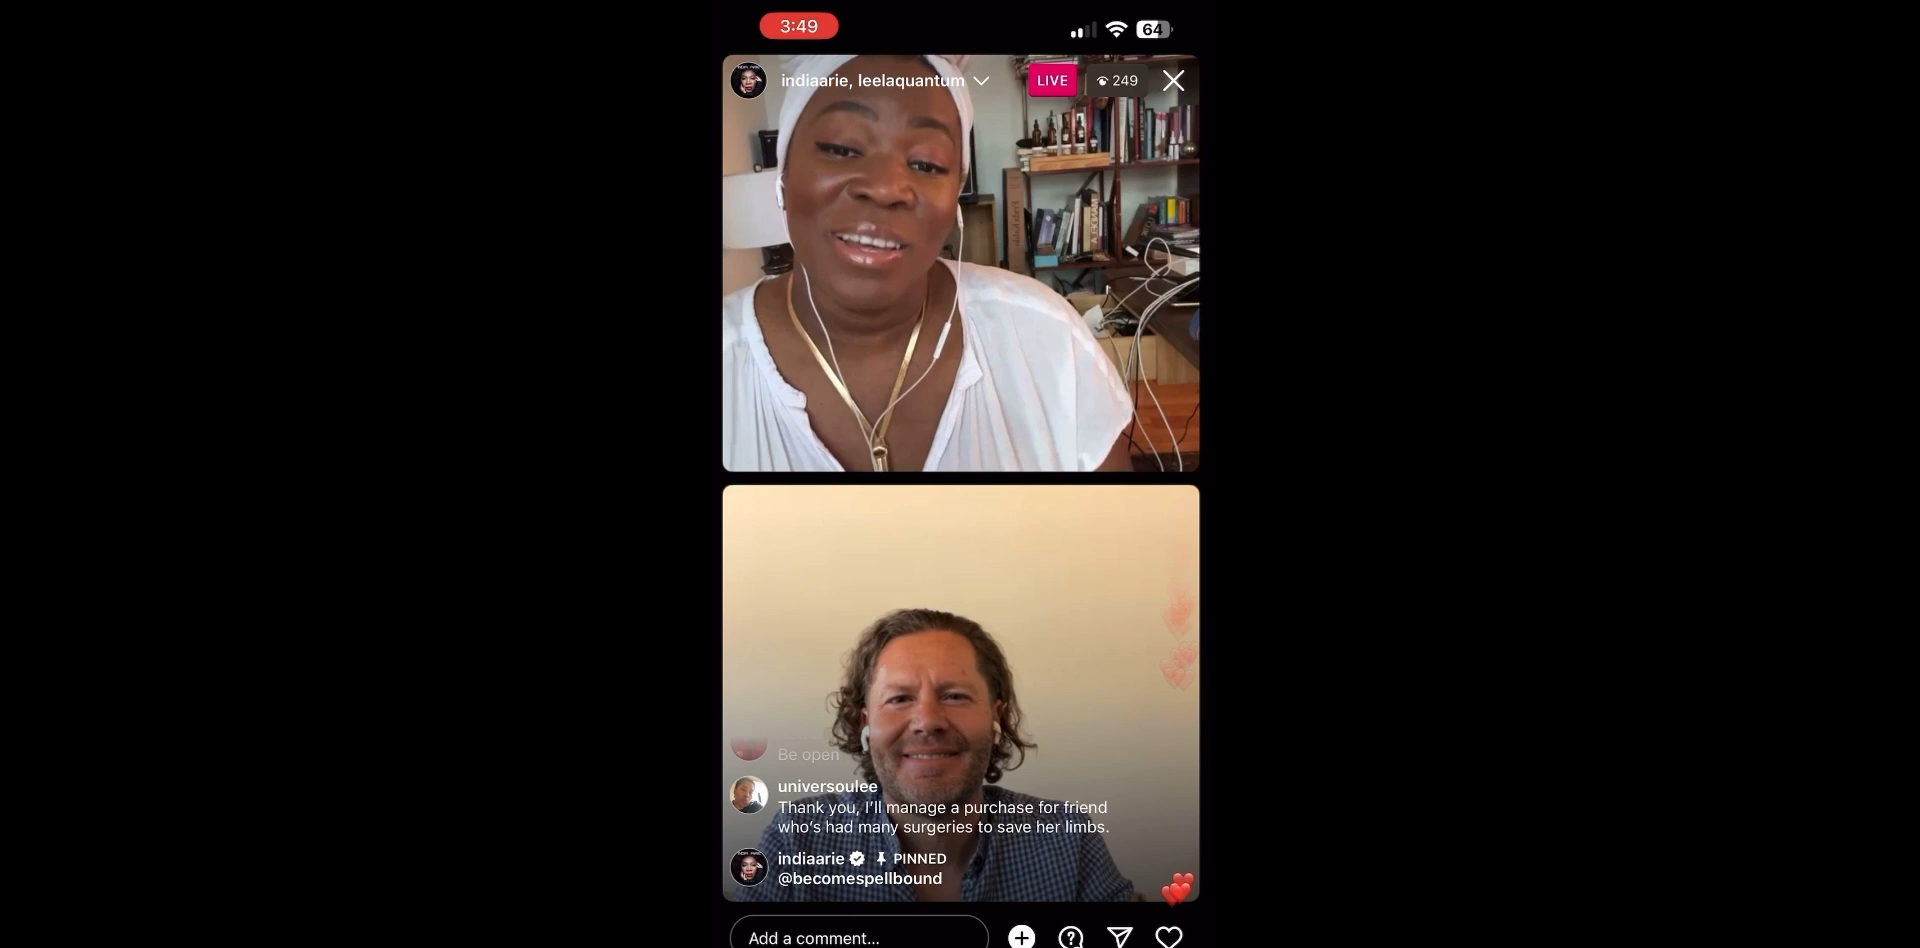 3:49
64
indiaarie, leelaquantum
LIVE
249
MANDELA
Be open
universoulee
Thank you, I'll manage a purchase for friend
who's had many surgeries to save her limbs.
indiaarie PINNED
@becomespellbound
Add a comment...